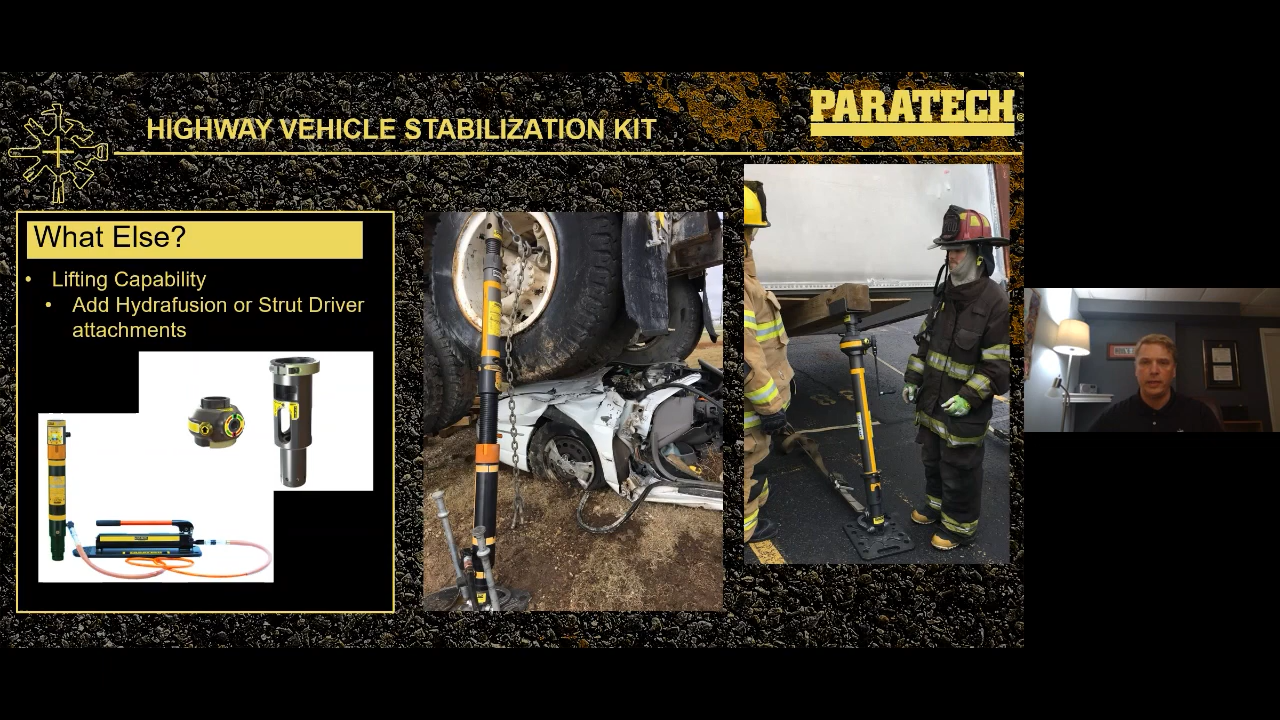 PARATECH®
HIGHWAY VEHICLE STABILIZATION KIT
What Else?
• Lifting Capability
• Add Hydrafusion or Strut Driver
attachments